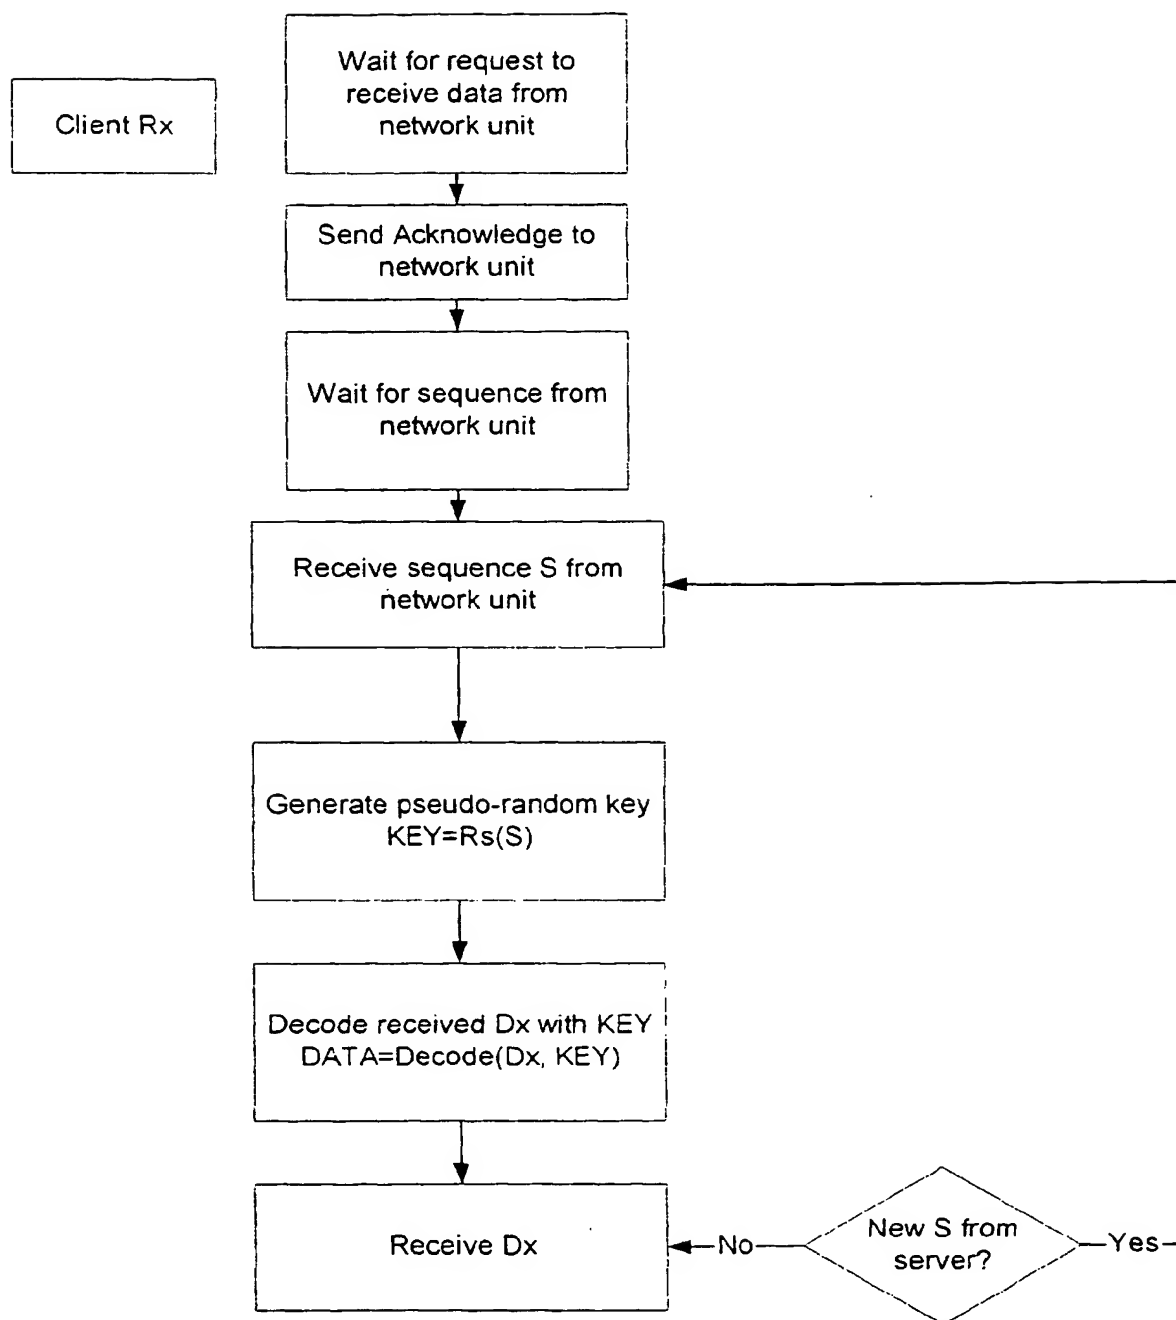 Client Rx
Wait for request to
receive data from
network unit
Send Acknowledge to
network unit
Wait for sequence from
network unit
Receive sequence S from
network unit
Generate pseudo-random key
KEY=Rs(S)
Decode received Dx with KEY
DATA=Decode(Dx, KEY)
Receive Dx
No
New S from
server?
Yes